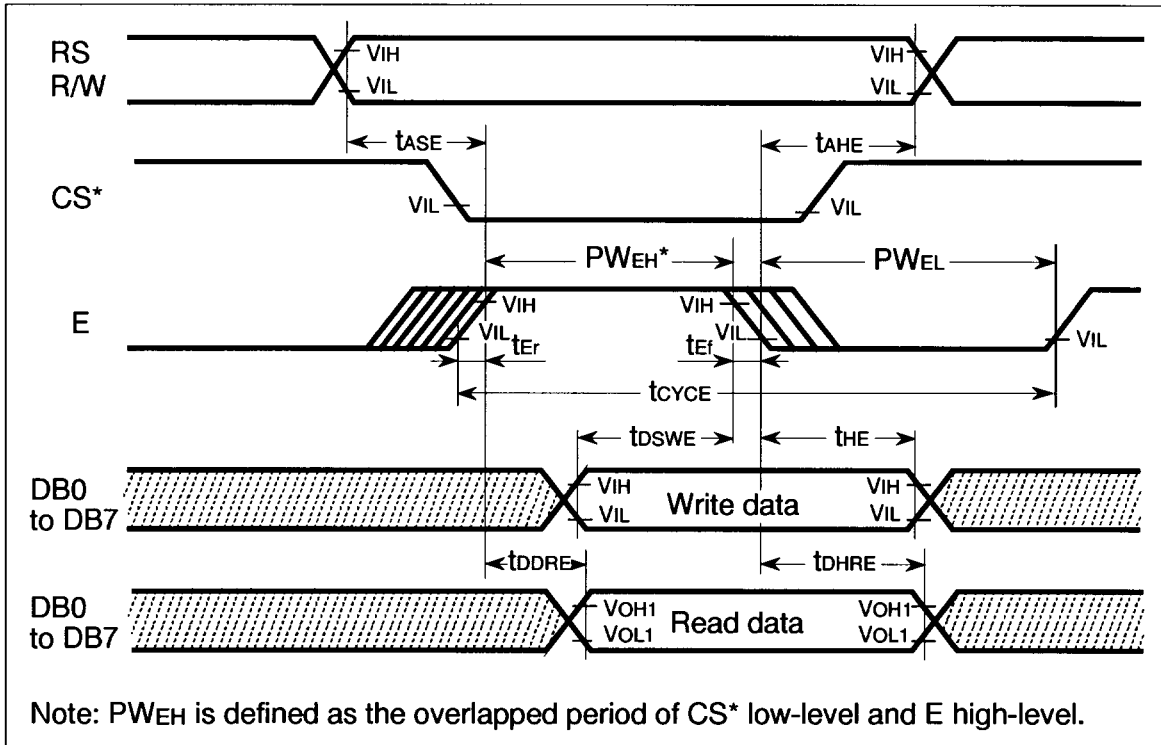 RS VIH VIH
R/W VIL VIL
tASE tAHE
CS* VIL VIL
PWEH* PWEL
E VIH VIH
VIL VIL VIL
tEr tEf
tCYCE
tDSWE tHE
DB0 VIH Write data VIH
to DB7 VIL VIL
tDDRE tDHRE
DB0 VOH1 Read data VOH1
to DB7 VOL1 VOL1
Note: PWEH is defined as the overlapped period of CS* low-level and E high-level.